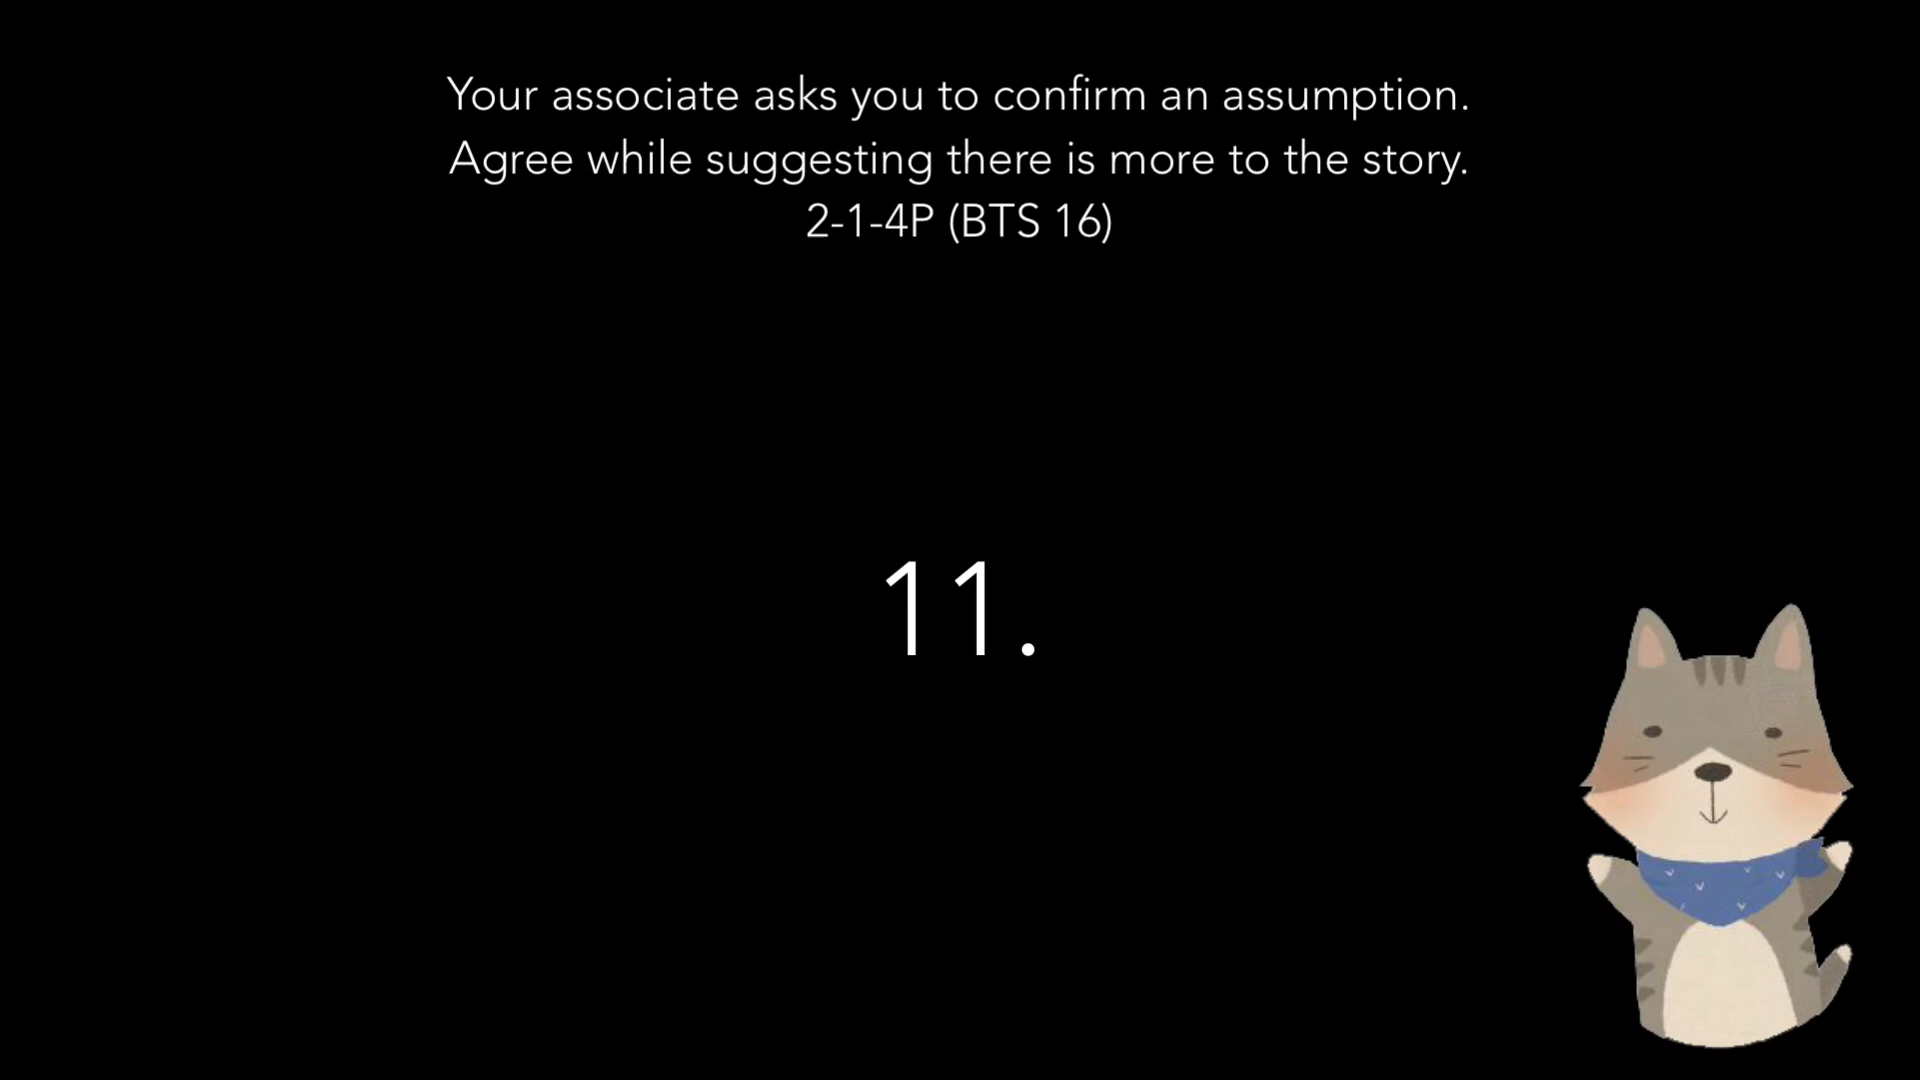 Your associate asks you to confirm an assumption.
Agree while suggesting there is more to the story.
2-1-4P (BTS 16)
11.